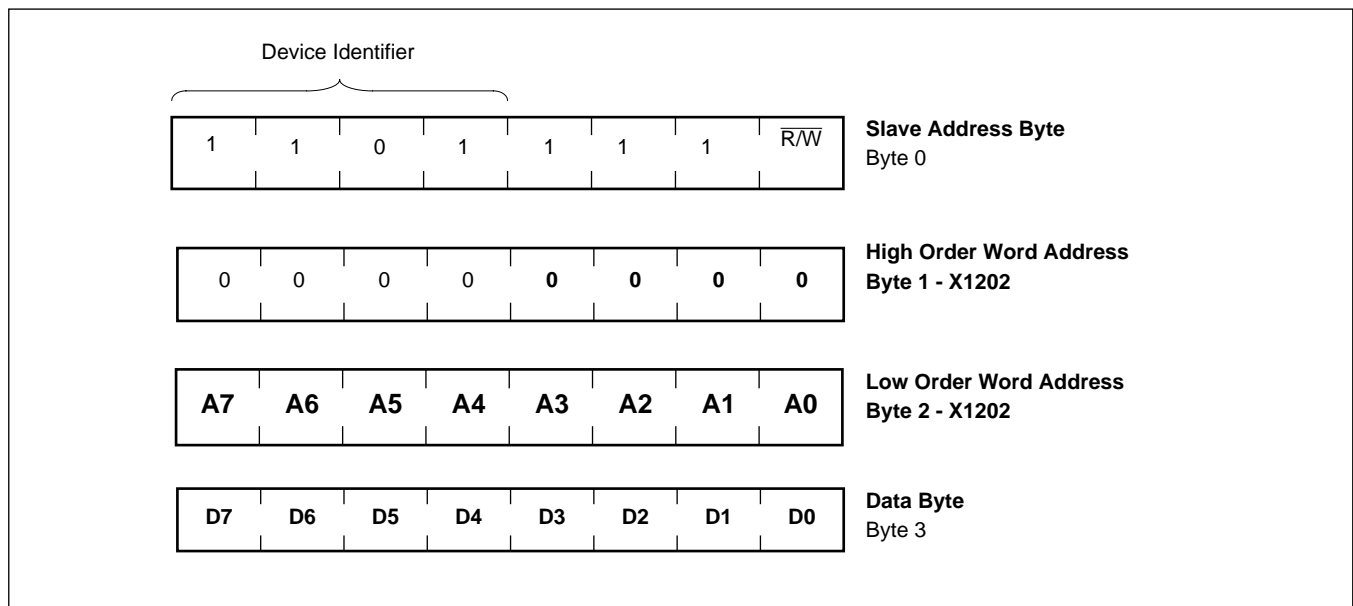 Device Identifier
1 1 0 1 1 1 1 R/W
Slave Address Byte
Byte 0
0 0 0 0 0 0 0 0
High Order Word Address
Byte 1 - X1202
A7 A6 A5 A4 A3 A2 A1 A0
Low Order Word Address
Byte 2 - X1202
D7 D6 D5 D4 D3 D2 D1 D0
Data Byte
Byte 3